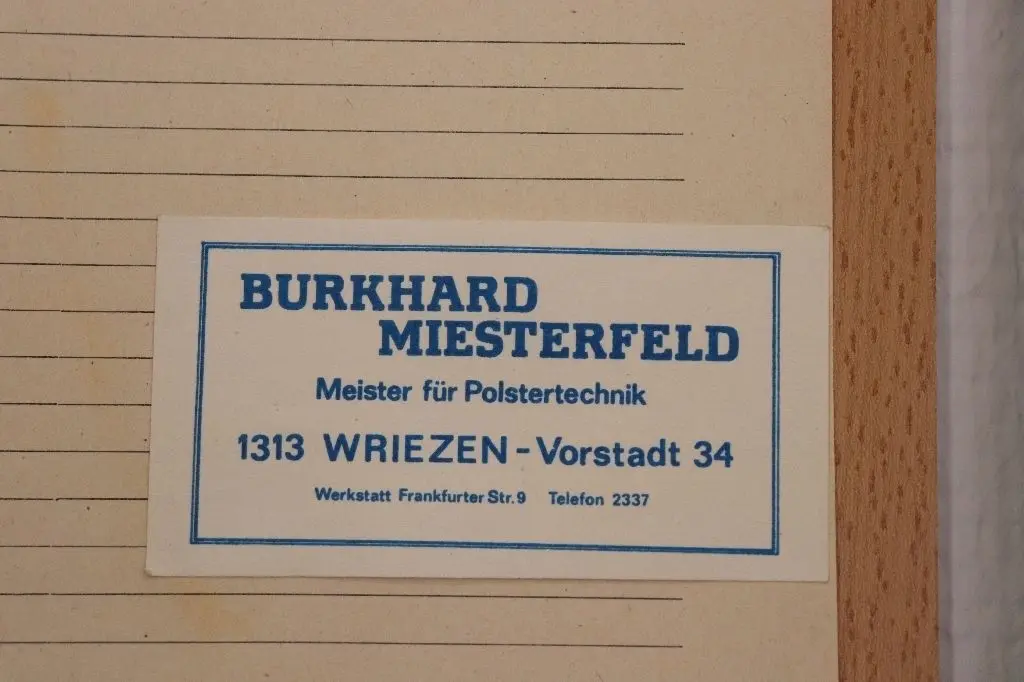 BURKHARD
MIESTERFELD
Meister für Polstertechnik
1313 WRIEZEN - Vorstadt 34
Werkstatt Frankfurter Str. 9 Telefon 2337